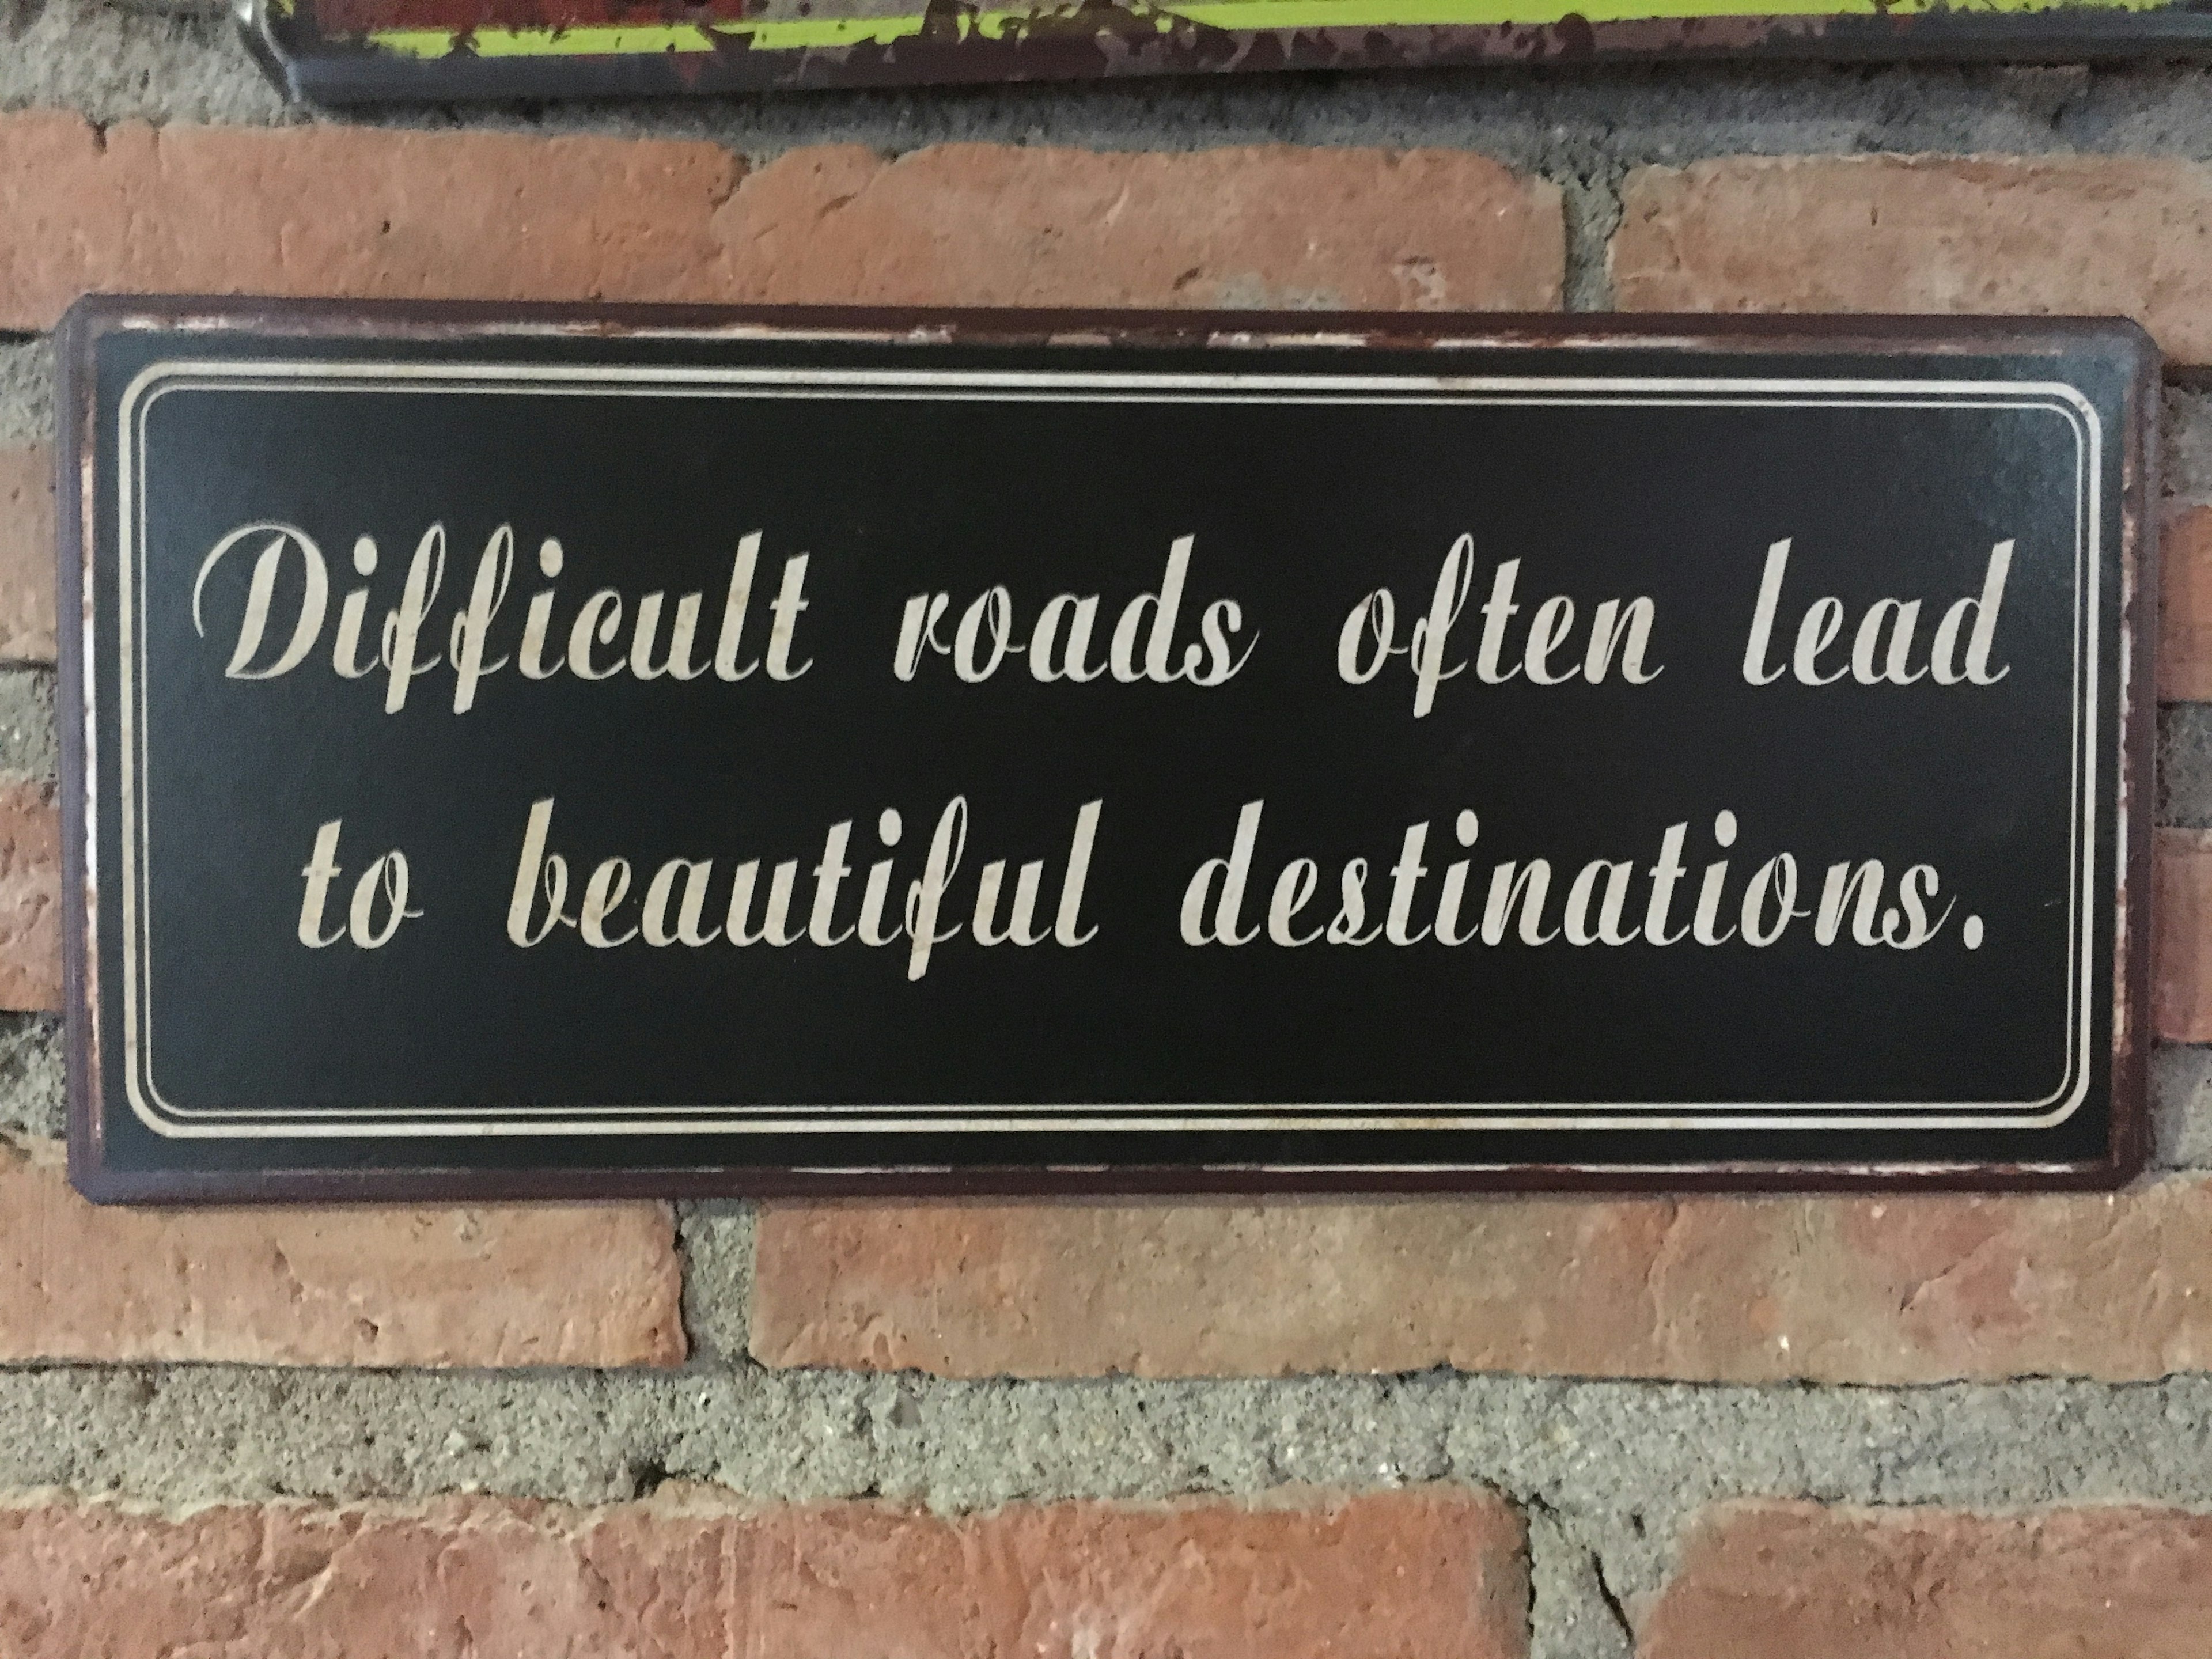 Difficult roads often lead
to beautiful destinations.